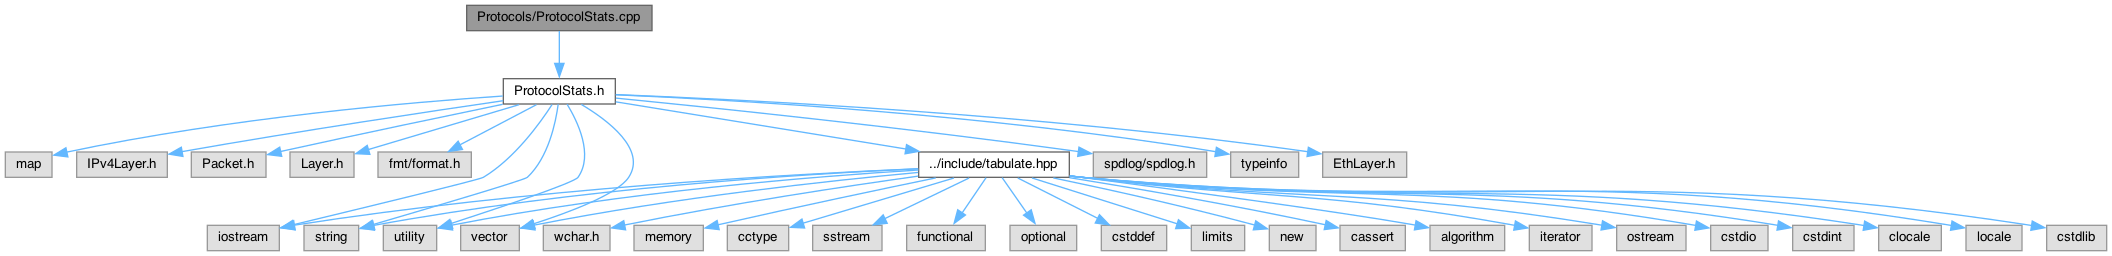 Protocols/ProtocolStats.cpp
ProtocolStats.h
map
IPv4Layer.h
Packet.h
Layer.h
fmt/format.h
../include/tabulate.hpp
spdlog/spdlog.h
typeinfo
EthLayer.h
iostream
string
utility
vector
wchar.h
memory
cctype
sstream
functional
optional
cstddef
limits
new
cassert
algorithm
iterator
ostream
cstdio
cstdint
clocale
locale
cstdlib